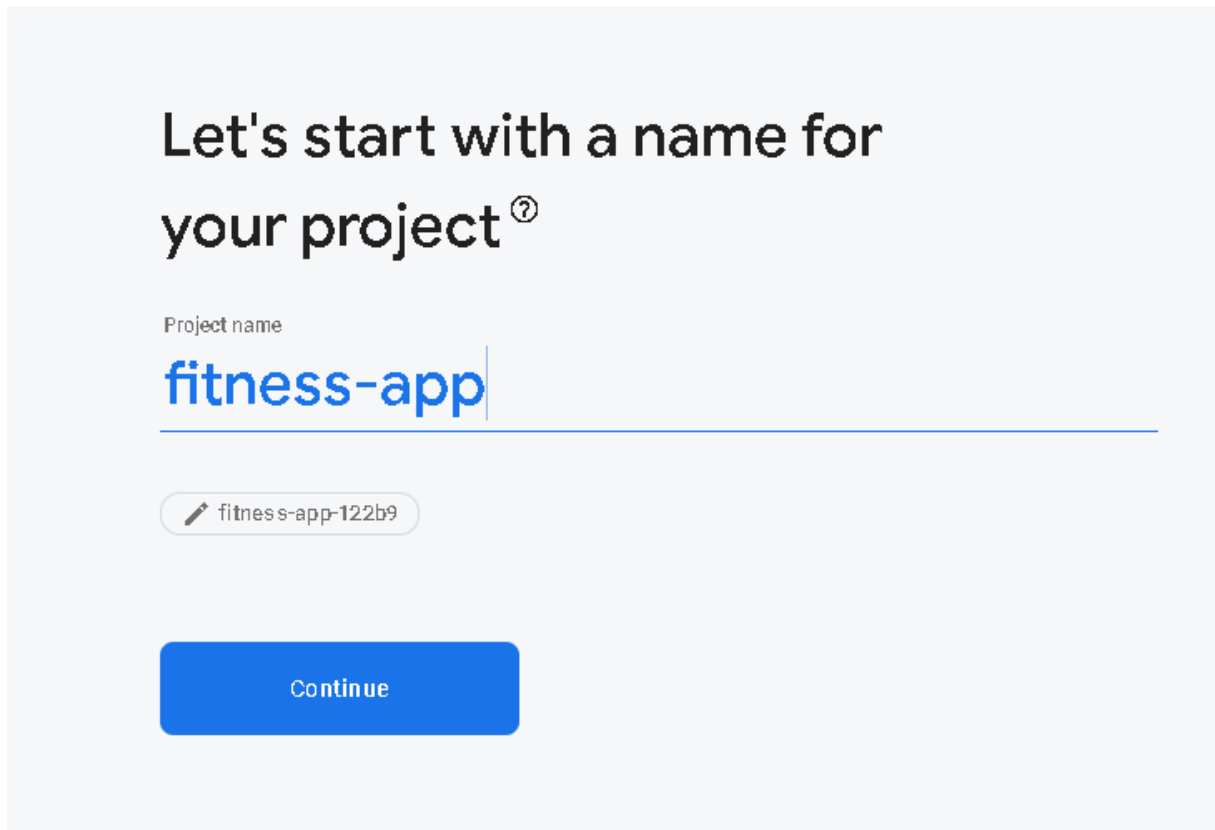 Let's start with a name for
your project
Project name
fitness-app
fitness-app-122b9
Continue